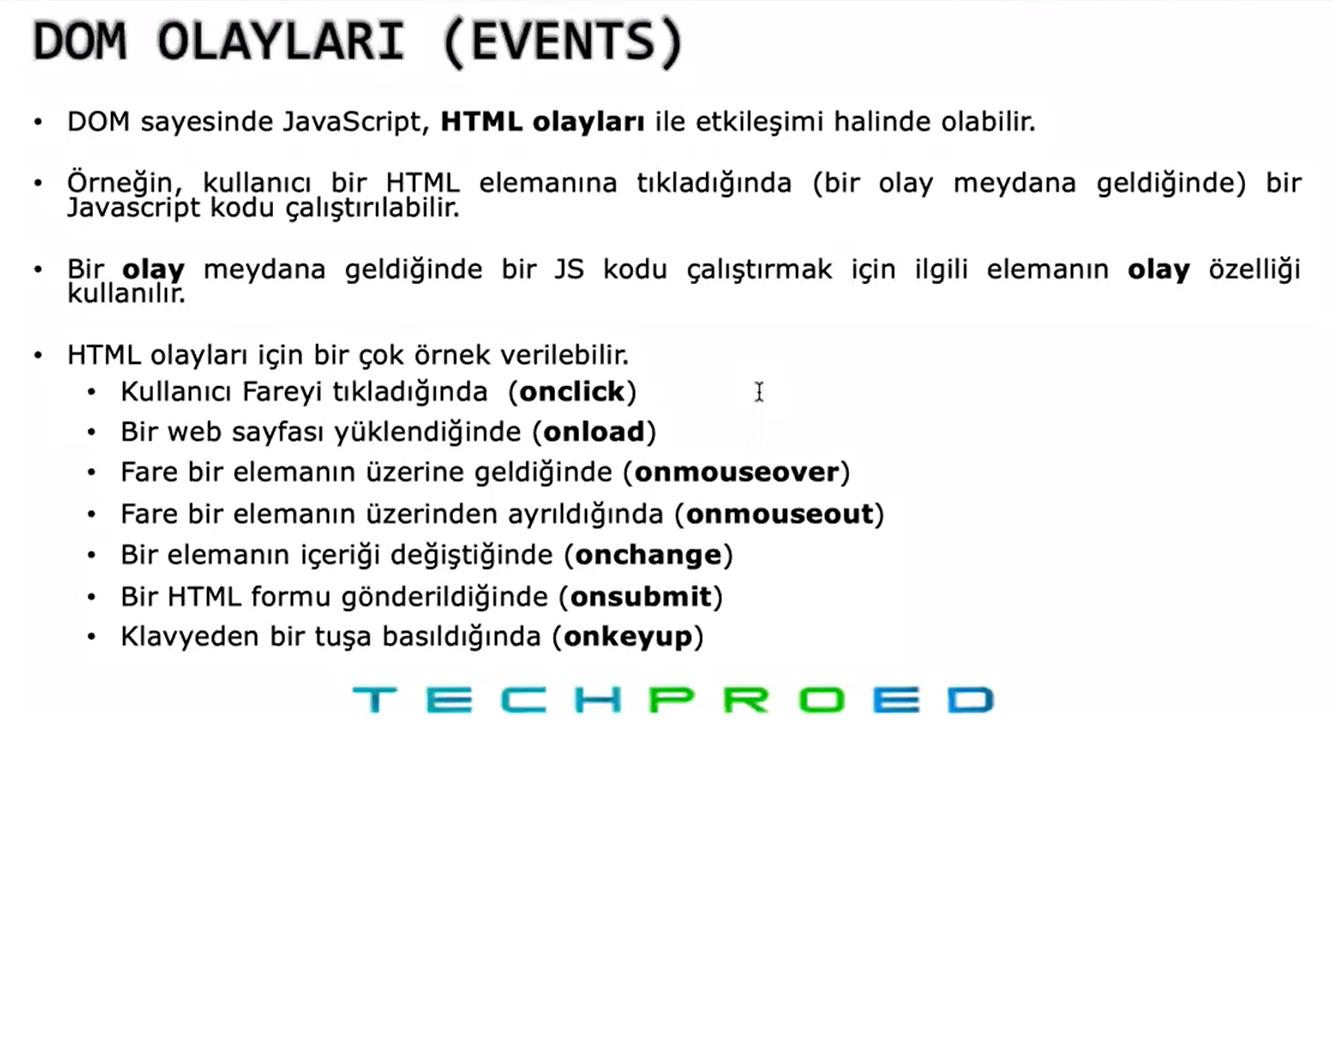 DOM OLAYLARI (EVENTS)
• DOM sayesinde JavaScript, HTML olayları ile etkileşimi halinde olabilir.
• Örneğin, kullanıcı bir HTML elemanına tıkladığında (bir olay meydana geldiğinde) bir
Javascript kodu çalıştırılabilir.
• Bir olay meydana geldiğinde bir JS kodu çalıştırmak için ilgili elemanın olay özelliği
kullanılır.
• HTML olayları için bir çok örnek verilebilir.
• Kullanıcı Fareyi tıkladığında (onclick)
• Bir web sayfası yüklendiğinde (onload)
• Fare bir elemanın üzerine geldiğinde (onmouseover)
• Fare bir elemanın üzerinden ayrıldığında (onmouseout)
• Bir elemanın içeriği değiştiğinde (onchange)
• Bir HTML formu gönderildiğinde (onsubmit)
• Klavyeden bir tuşa basıldığında (onkeyup)
TECHPROED